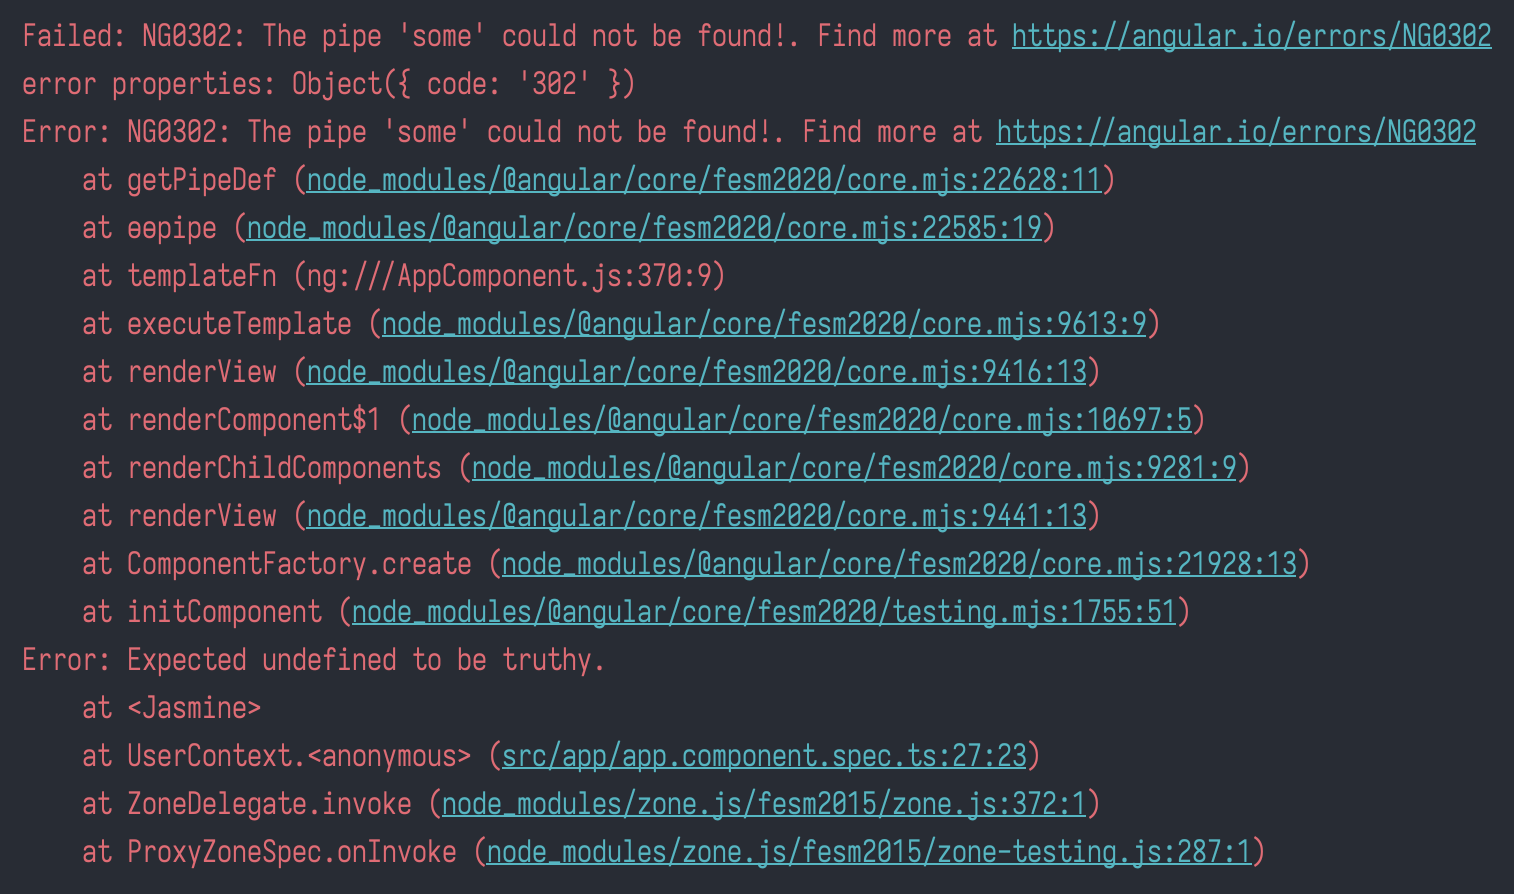 Failed: NG0302: The pipe 'some' could not be found!. Find more at https://angular.io/errors/NG0302
error properties: Object({ code: '302' })
Error: NG0302: The pipe 'some' could not be found!. Find more at https://angular.io/errors/NG0302
at getPipeDef (node_modules/@angular/core/fesm2020/core.mjs:22628:11)
at ɵɵpipe (node_modules/@angular/core/fesm2020/core.mjs:22585:19)
at templateFn (ng:///AppComponent.js:370:9)
at executeTemplate (node_modules/@angular/core/fesm2020/core.mjs:9613:9)
at renderView (node_modules/@angular/core/fesm2020/core.mjs:9416:13)
at renderComponent$1 (node_modules/@angular/core/fesm2020/core.mjs:10697:5)
at renderChildComponents (node_modules/@angular/core/fesm2020/core.mjs:9281:9)
at renderView (node_modules/@angular/core/fesm2020/core.mjs:9441:13)
at ComponentFactory.create (node_modules/@angular/core/fesm2020/core.mjs:21928:13)
at initComponent (node_modules/@angular/core/fesm2020/testing.mjs:1755:51)
Error: Expected undefined to be truthy.
at <Jasmine>
at UserContext.<anonymous> (src/app/app.component.spec.ts:27:23)
at ZoneDelegate.invoke (node_modules/zone.js/fesm2015/zone.js:372:1)
at ProxyZoneSpec.onInvoke (node_modules/zone.js/fesm2015/zone-testing.js:287:1)